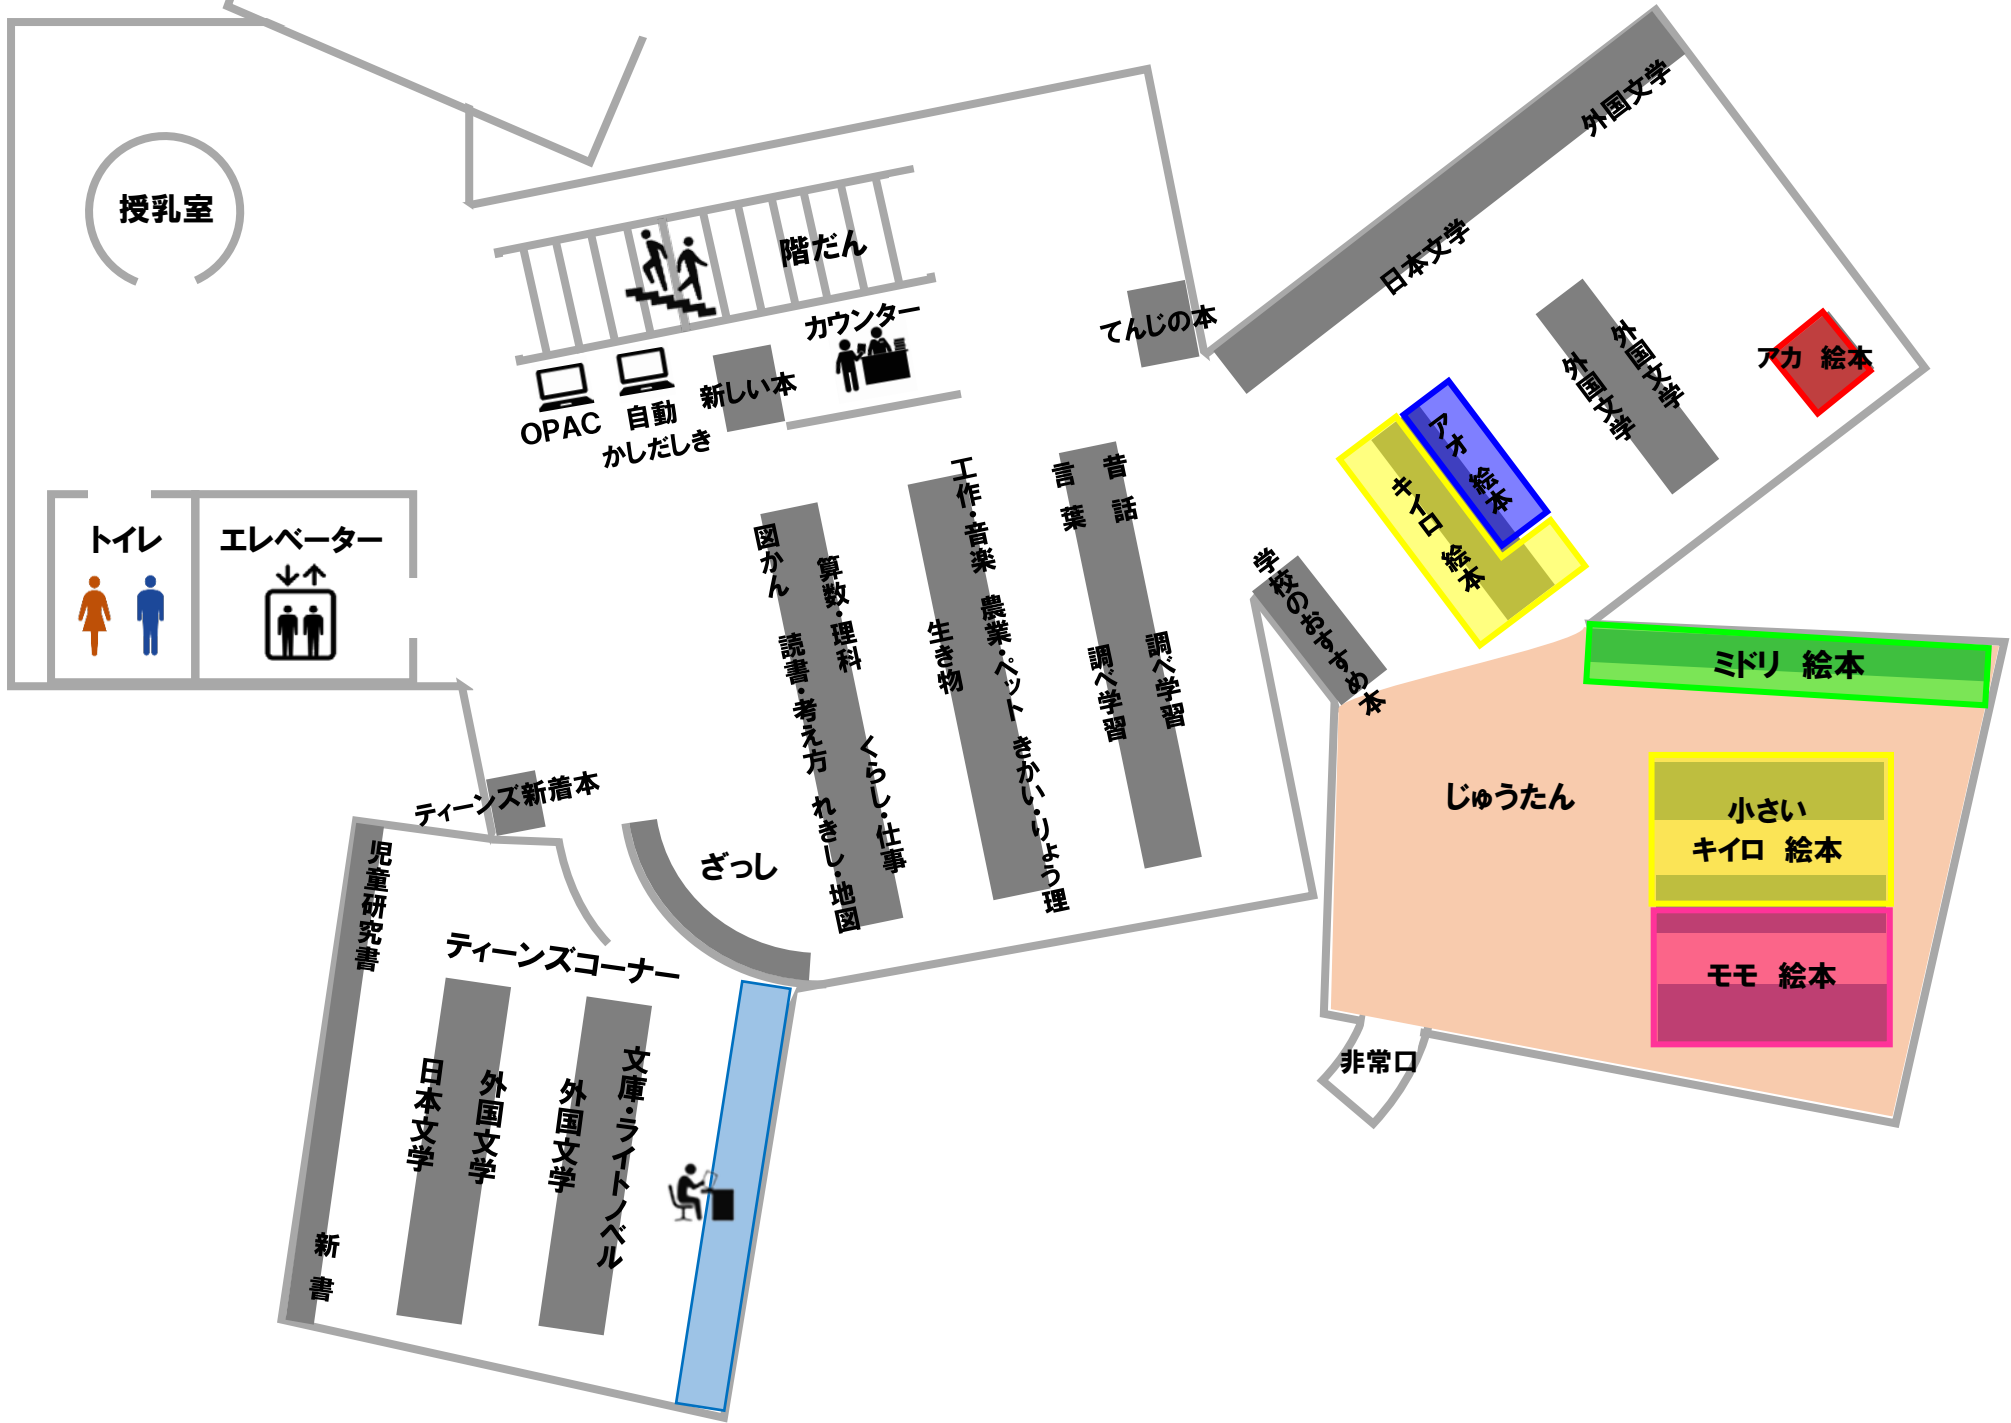 授乳室
階だん
カウンター
てんじの本
外国文学
日本文学
外国文学
外国文学
アカ 絵本
OPAC
自動
かしだしき
新しい本
アオ 絵本
キイロ 絵本
トイレ
エレベーター
図かん
読書・考え方
れきし・地図
算数・理科
くらし・仕事
生き物
工作・音楽
農業・ペット
きかい・りょう理
言葉
調べ学習
昔話
調べ学習
学校のおすすめ本
ミドリ 絵本
じゅうたん
小さい
キイロ 絵本
モモ 絵本
非常口
ティーンズ新着本
ざっし
児童研究書
新書
ティーンズコーナー
日本文学
外国文学
外国文学
文庫・ライトノベル